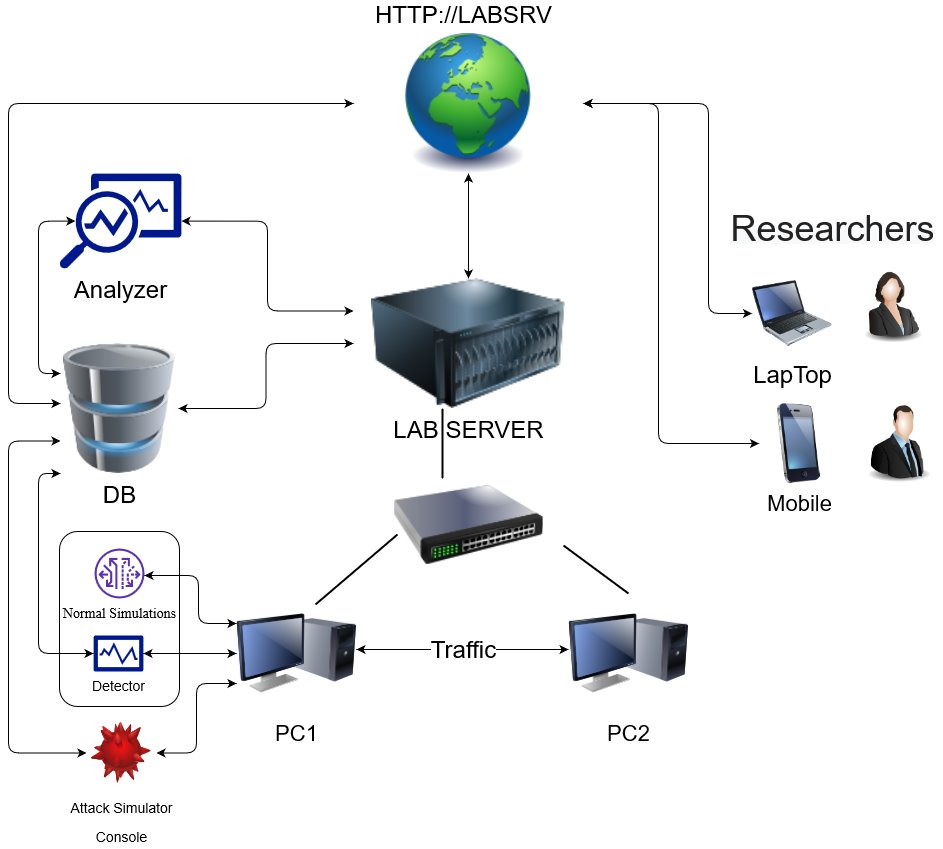 HTTP://LABSRV
Researchers
Analyzer
LapTop
LAB SERVER
DB
Mobile
Normal Simulations
Traffic
Detector
PC1
PC2
Attack Simulator
Console